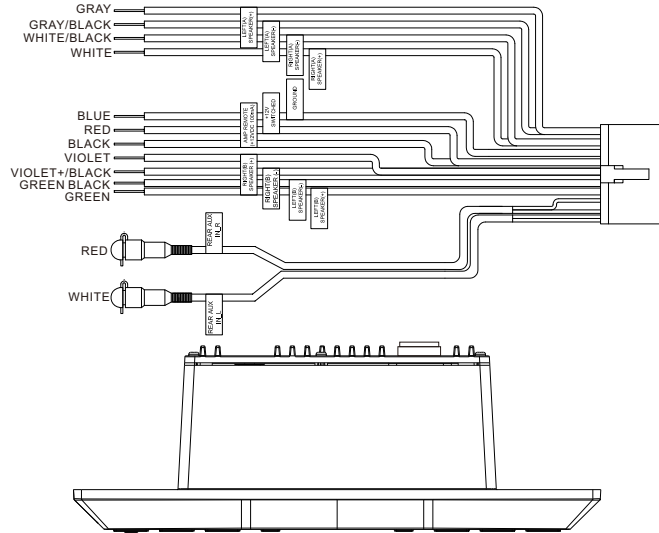 GRAY
GRAY/BLACK
WHITE/BLACK
WHITE
LEFT(A)
SPEAKER(+)
LEFT(A)
SPEAKER(-)
RIGHT(A)
SPEAKER(-)
RIGHT(A)
SPEAKER(+)
BLUE
RED
BLACK
VIOLET
VIOLET+/BLACK
GREEN BLACK
GREEN
AMP REMOTE
(+12VDC 100mA)
+12V
SWITCHED
GROUND
RIGHT(B)
SPEAKER (+)
RIGHT(B)
SPEAKER (-)
LEFT(B)
SPEAKER(-)
LEFT(B)
SPEAKER(+)
RED
REAR AUX
IN_R
WHITE
REAR AUX
IN_L